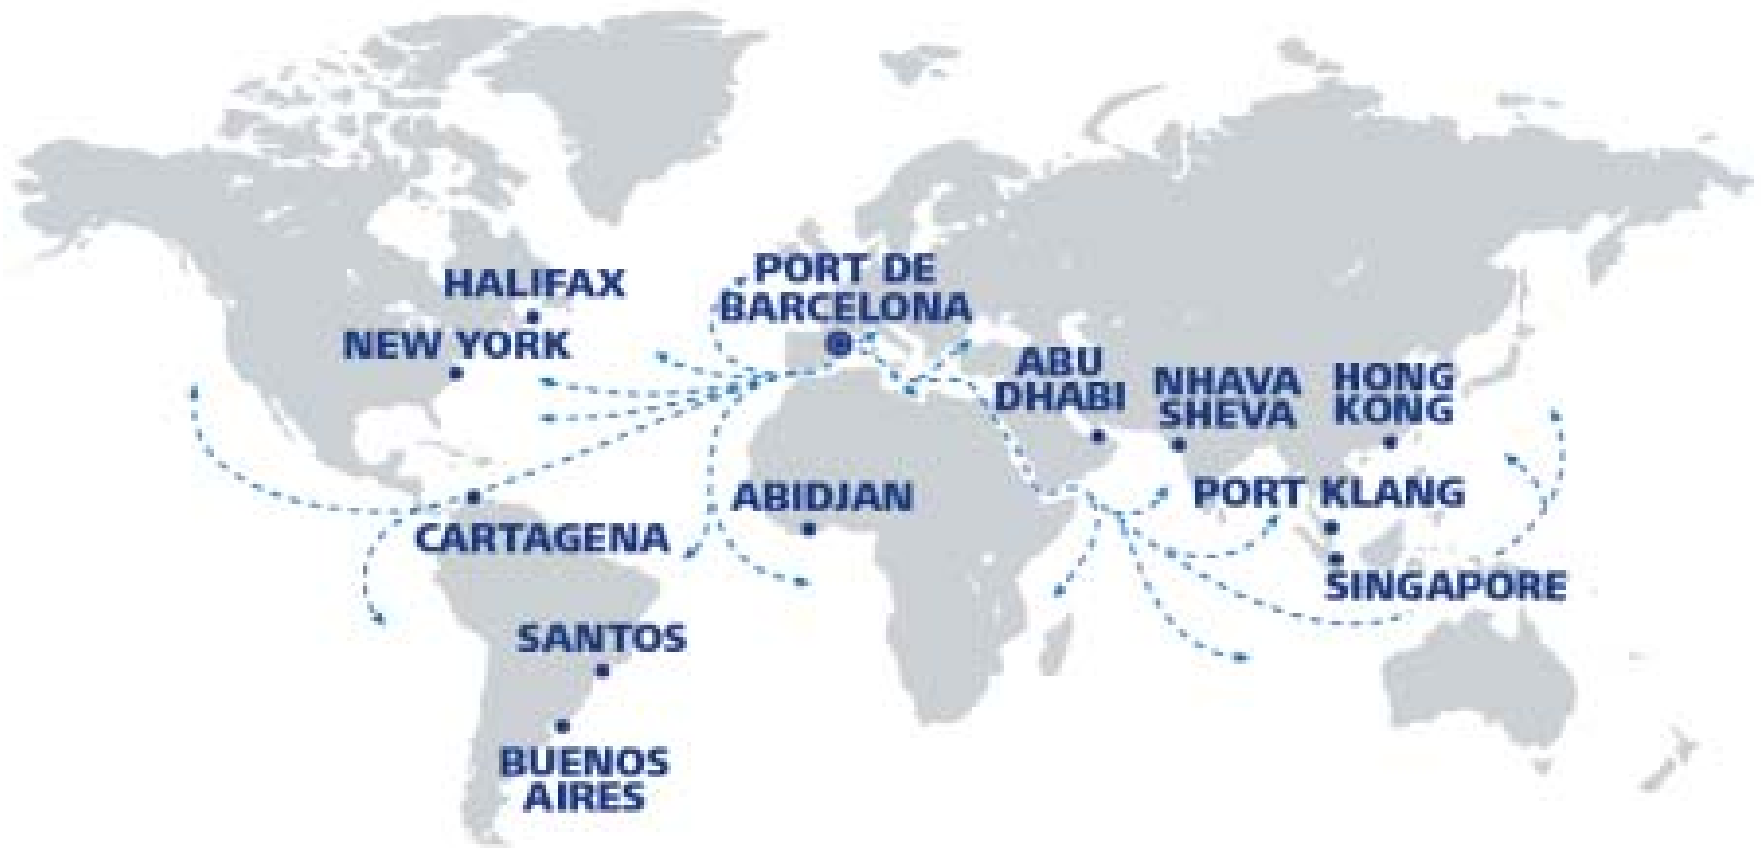 HALIFAX
NEW YORK
PORT DE
BARCELONA
ABU
DHABI
NHAVA
SHEVA
HONG
KONG
PORT KLANG
ABIDJAN
CARTAGENA
SINGAPORE
SANTOS
BUENOS
AIRES